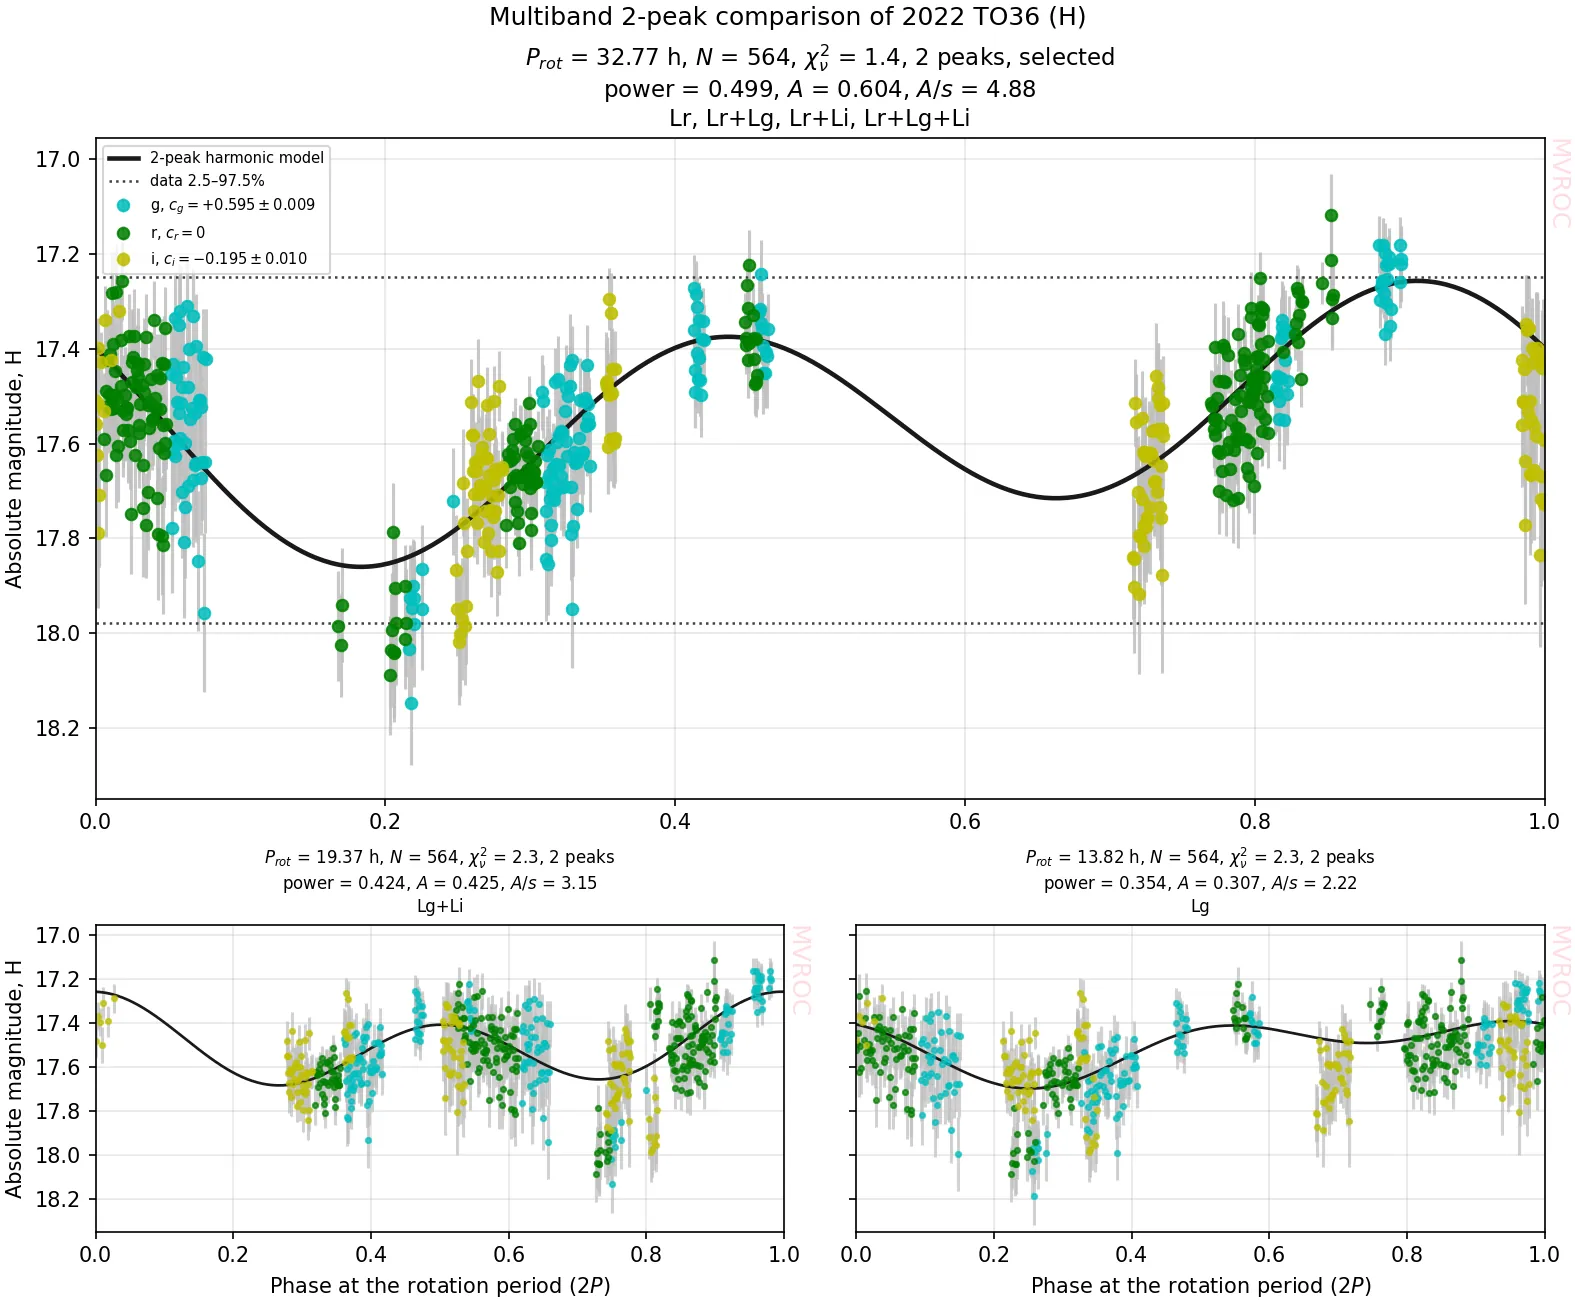 Multiband 2-peak comparison of 2022 TO36 (H)
P_rot = 32.77 h, N = 564, χ²_ν = 1.4, 2 peaks, selected
power = 0.499, A = 0.604, A/s = 4.88
Lr, Lr+Lg, Lr+Li, Lr+Lg+Li
2-peak harmonic model
data 2.5–97.5%
g, c_g = +0.595 ± 0.009
r, c_r = 0
i, c_i = −0.195 ± 0.010
Absolute magnitude, H
17.0
17.2
17.4
17.6
17.8
18.0
18.2
0.0 0.2 0.4 0.6 0.8 1.0
MVROC
P_rot = 19.37 h, N = 564, χ²_ν = 2.3, 2 peaks
power = 0.424, A = 0.425, A/s = 3.15
Lg+Li
Absolute magnitude, H
17.0
17.2
17.4
17.6
17.8
18.0
18.2
0.0 0.2 0.4 0.6 0.8 1.0
Phase at the rotation period (2P)
MVROC
P_rot = 13.82 h, N = 564, χ²_ν = 2.3, 2 peaks
power = 0.354, A = 0.307, A/s = 2.22
Lg
0.0 0.2 0.4 0.6 0.8 1.0
Phase at the rotation period (2P)
MVROC